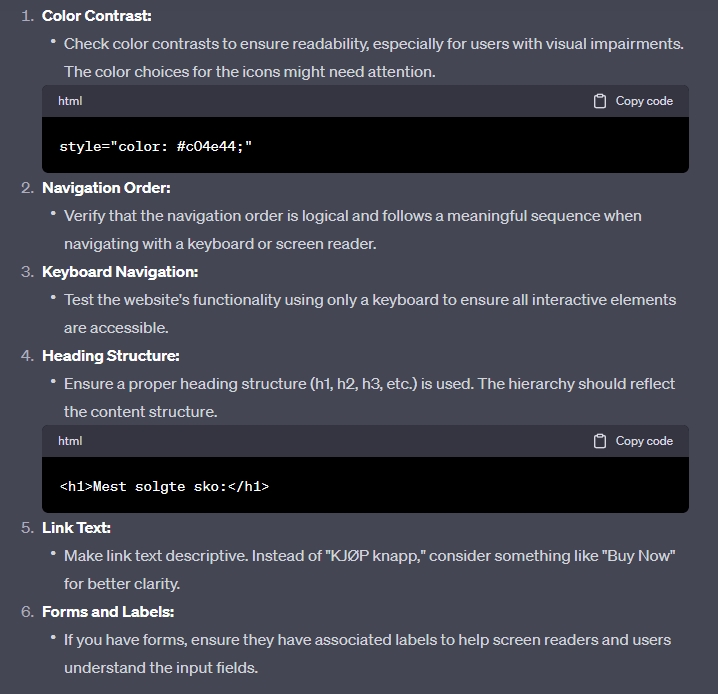 1. Color Contrast:
• Check color contrasts to ensure readability, especially for users with visual impairments.
The color choices for the icons might need attention.
html Copy code
style="color: #c04e44;"
2. Navigation Order:
• Verify that the navigation order is logical and follows a meaningful sequence when
navigating with a keyboard or screen reader.
3. Keyboard Navigation:
• Test the website's functionality using only a keyboard to ensure all interactive elements
are accessible.
4. Heading Structure:
• Ensure a proper heading structure (h1, h2, h3, etc.) is used. The hierarchy should reflect
the content structure.
html Copy code
<h1>Mest solgte sko:</h1>
5. Link Text:
• Make link text descriptive. Instead of "KJØP knapp," consider something like "Buy Now"
for better clarity.
6. Forms and Labels:
• If you have forms, ensure they have associated labels to help screen readers and users
understand the input fields.